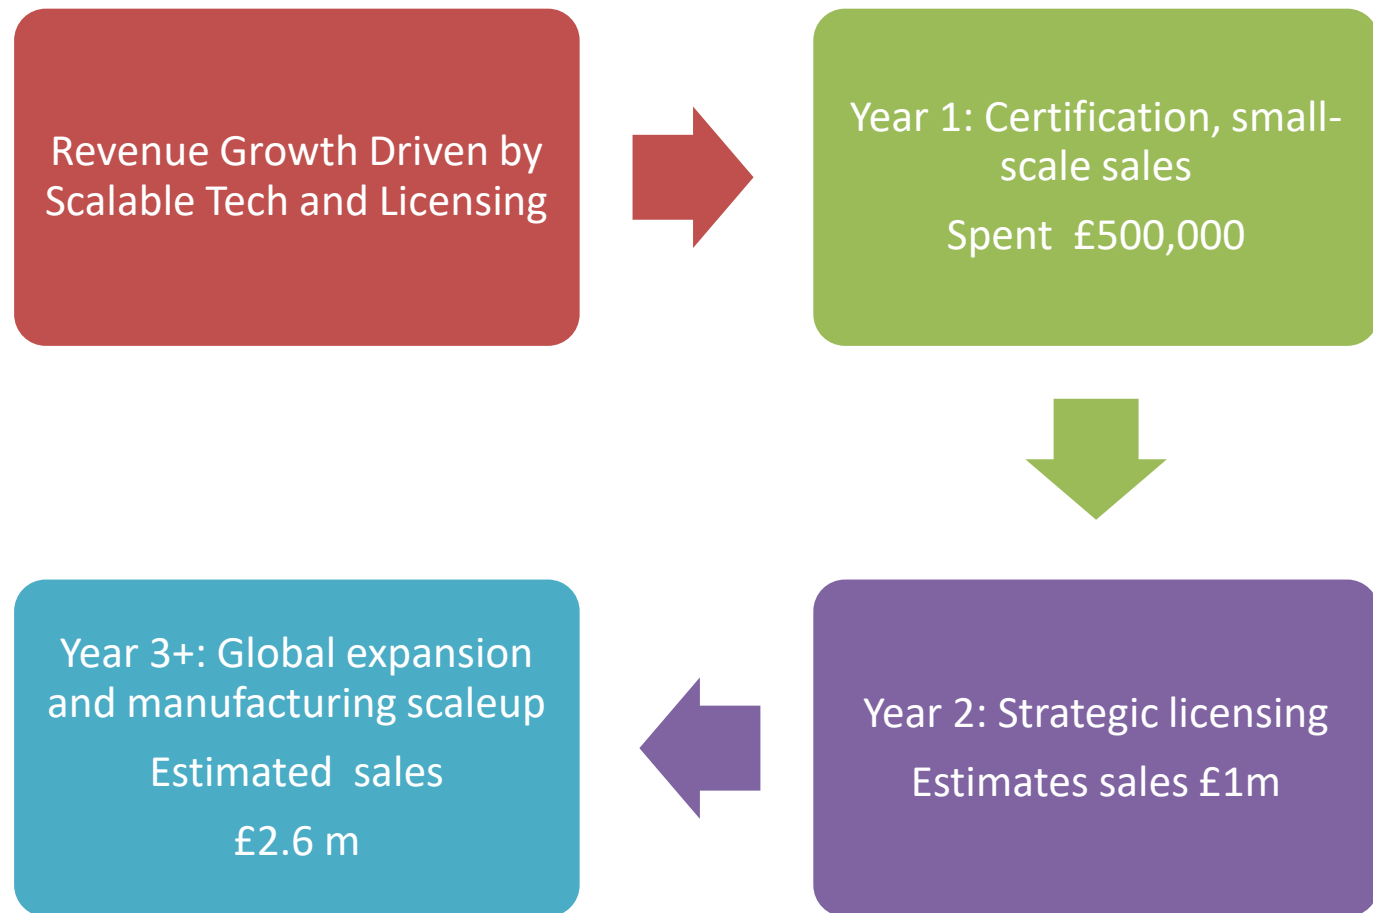 Revenue Growth Driven by
Scalable Tech and Licensing
Year 1: Certification, small-
scale sales
Spent  £500,000
Year 2: Strategic licensing
Estimates sales £1m
Year 3+: Global expansion
and manufacturing scaleup
Estimated  sales
£2.6 m